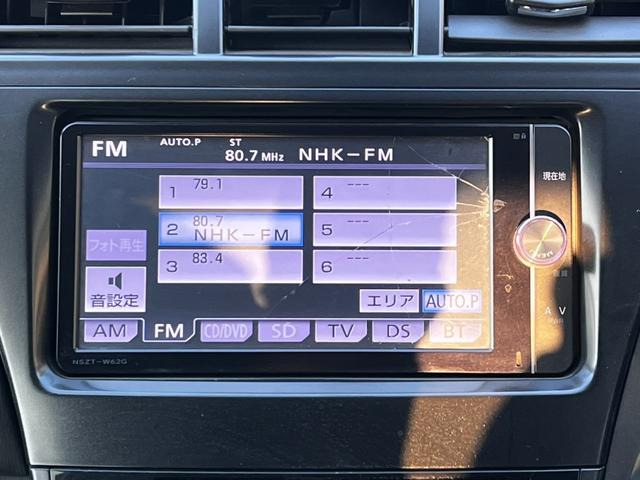 FM AUTO.P ST 80.7 MHz NHK-FM
現在地
1 79.1
4 ---
2 80.7 NHK-FM
5 ---
3 83.4
6 ---
フォト再生
音設定
エリア AUTO.P
AM FM CD/DVD SD TV DS BT
AV
NSZT-W62G